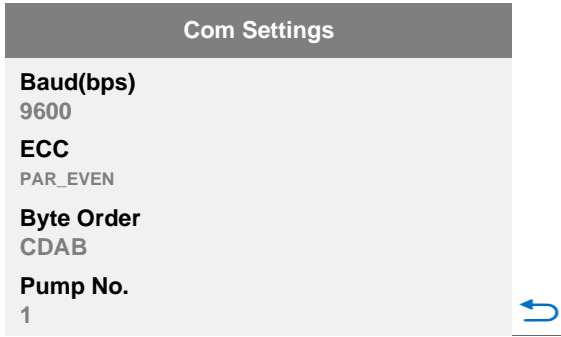 Com Settings
Baud(bps)
9600
ECC
PAR_EVEN
Byte Order
CDAB
Pump No.
1